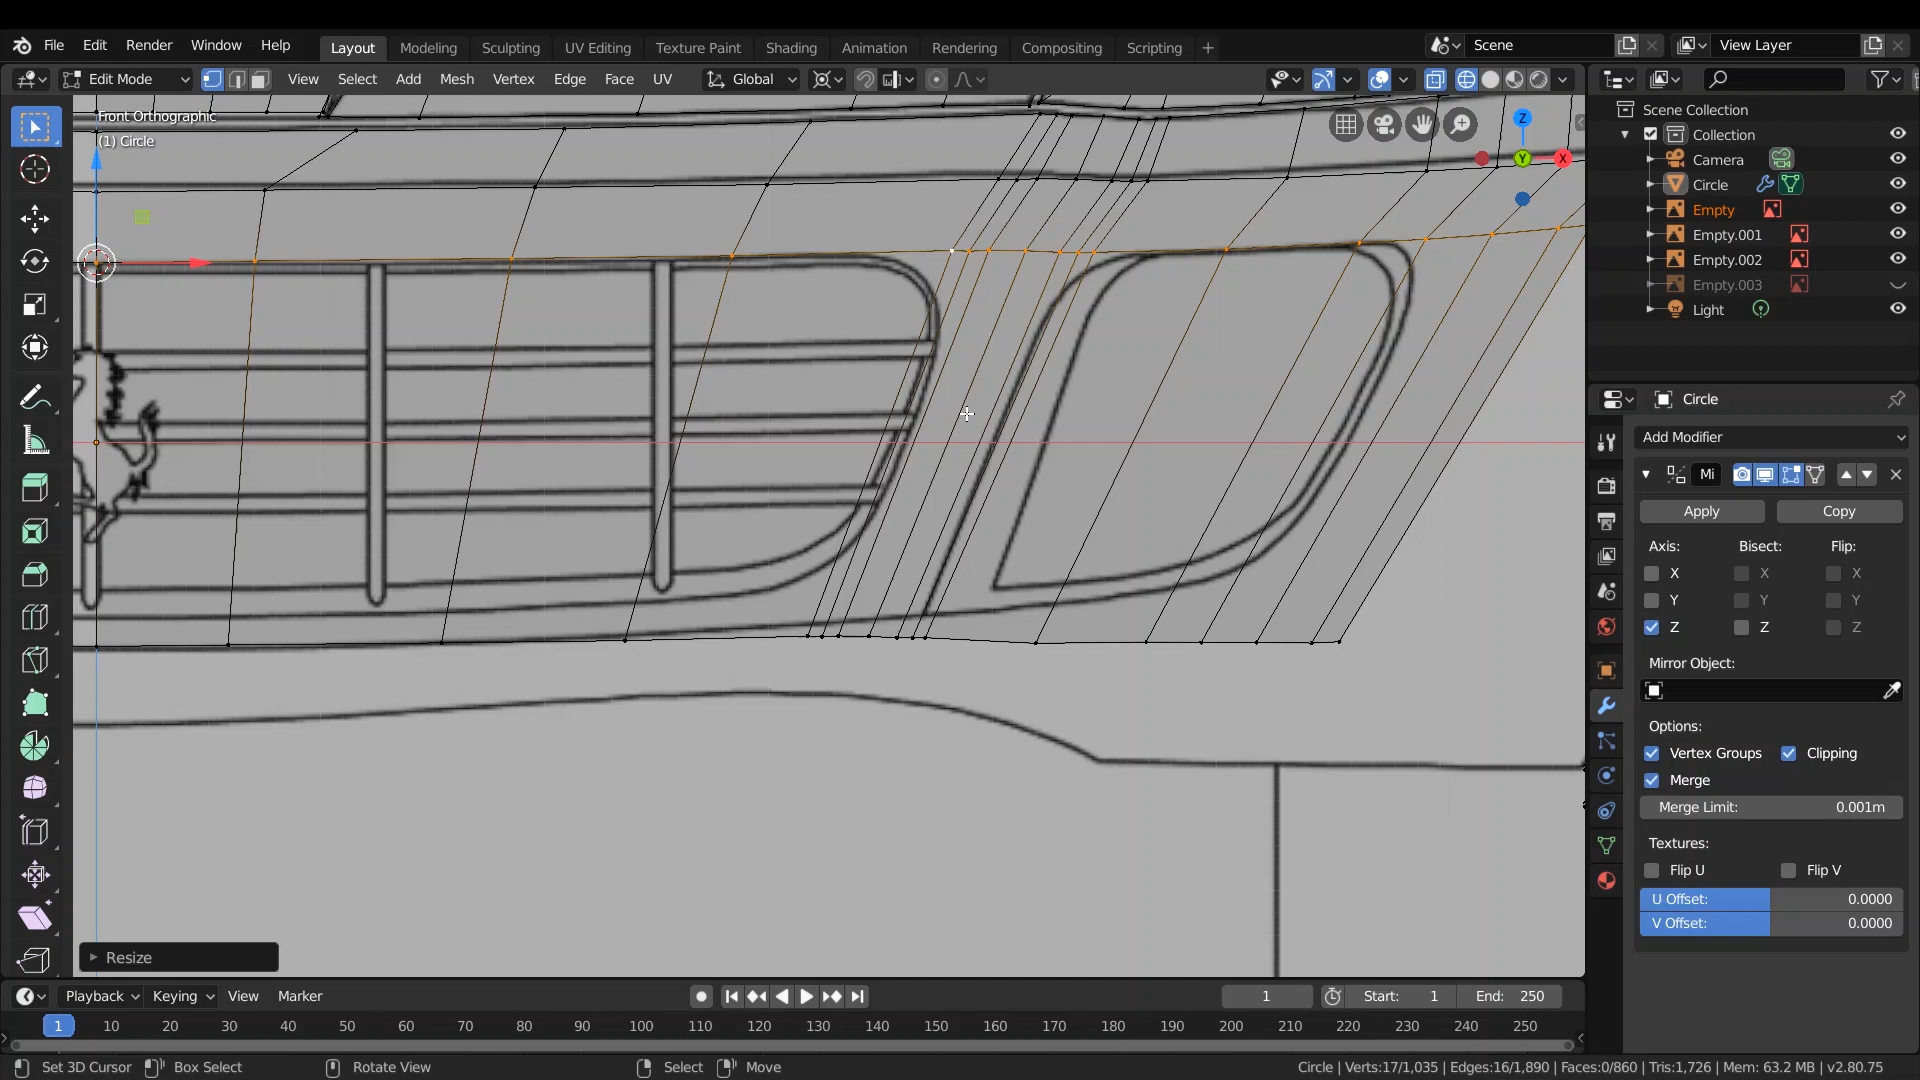 File Edit Render Window Help Layout Modeling Sculpting UV Editing Texture Paint Shading Animation Rendering Compositing Scripting + Scene View Layer
Edit Mode View Select Add Mesh Vertex Edge Face UV Global
Front Orthographic
(1) Circle
Z
Y
X
Scene Collection
Collection
Camera
Circle
Empty
Empty.001
Empty.002
Empty.003
Light
Circle
Add Modifier
Mi
Apply Copy
Axis: Bisect: Flip:
X X X
Y Y Y
Z Z Z
Mirror Object:
Options:
Vertex Groups Clipping
Merge
Merge Limit: 0.001m
Textures:
Flip U Flip V
U Offset: 0.0000
V Offset: 0.0000
Resize
Playback Keying View Marker 1 Start: 1 End: 250
1 10 20 30 40 50 60 70 80 90 100 110 120 130 140 150 160 170 180 190 200 210 220 230 240 250
Set 3D Cursor Box Select Rotate View Select Move Circle | Verts:17/1,035 | Edges:16/1,890 | Faces:0/860 | Tris:1,726 | Mem: 63.2 MB | v2.80.75